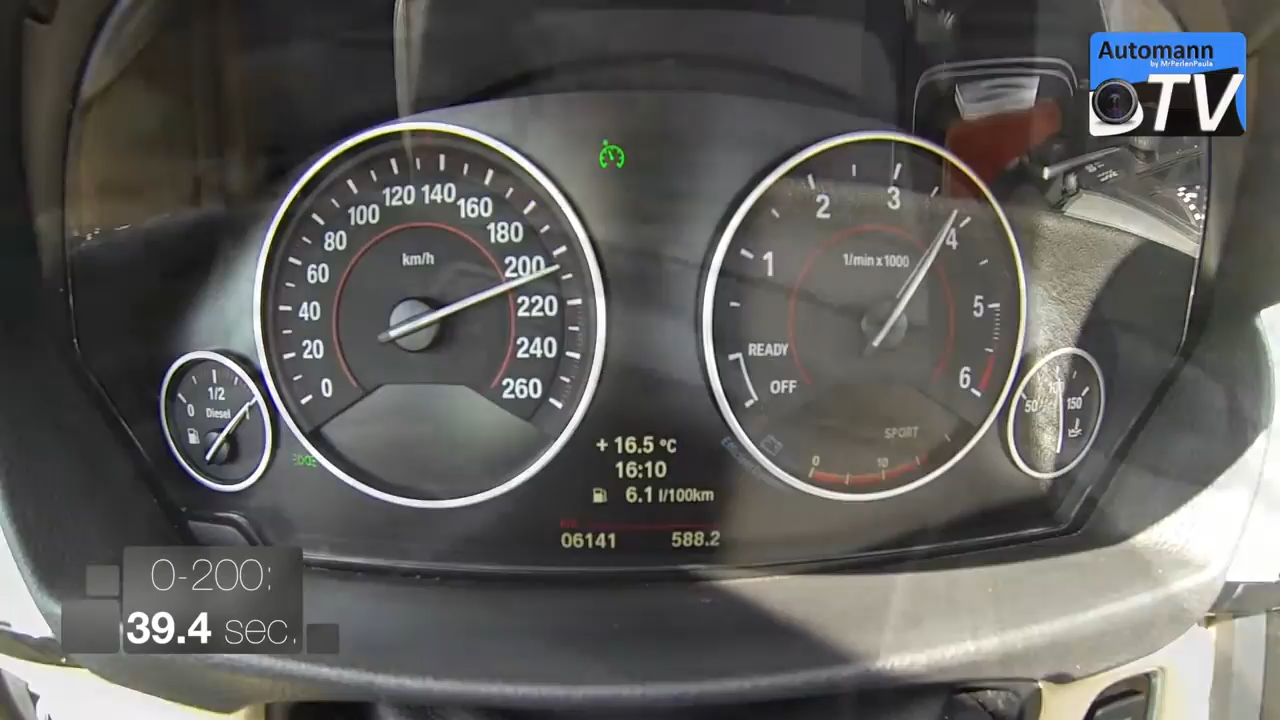 Automann
by MrPerlenPaula
TV
120 140
100 160
80 180
60 200
40 220
20 240
0 260
km/h
1/2
0
Diesel
1 2 3 4 5 6
1/min x 1000
READY
OFF
SPORT
0 10
50 100 150
+ 16.5 °C
16:10
6.1 l/100km
06141 588.2
0-200:
39.4 sec.